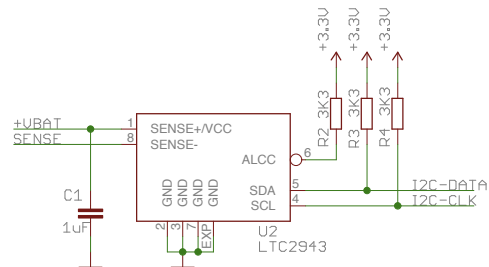 +3.3V
+3.3V
+3.3V
R2 3K3
R3 3K3
R4 3K3
+VBAT
SENSE
1
8
SENSE+/VCC
SENSE-
ALCC
6
SDA
5
I2C-DATA
SCL
4
I2C-CLK
GND
GND
GND
2
3
7
EXP
C1
1uF
U2
LTC2943